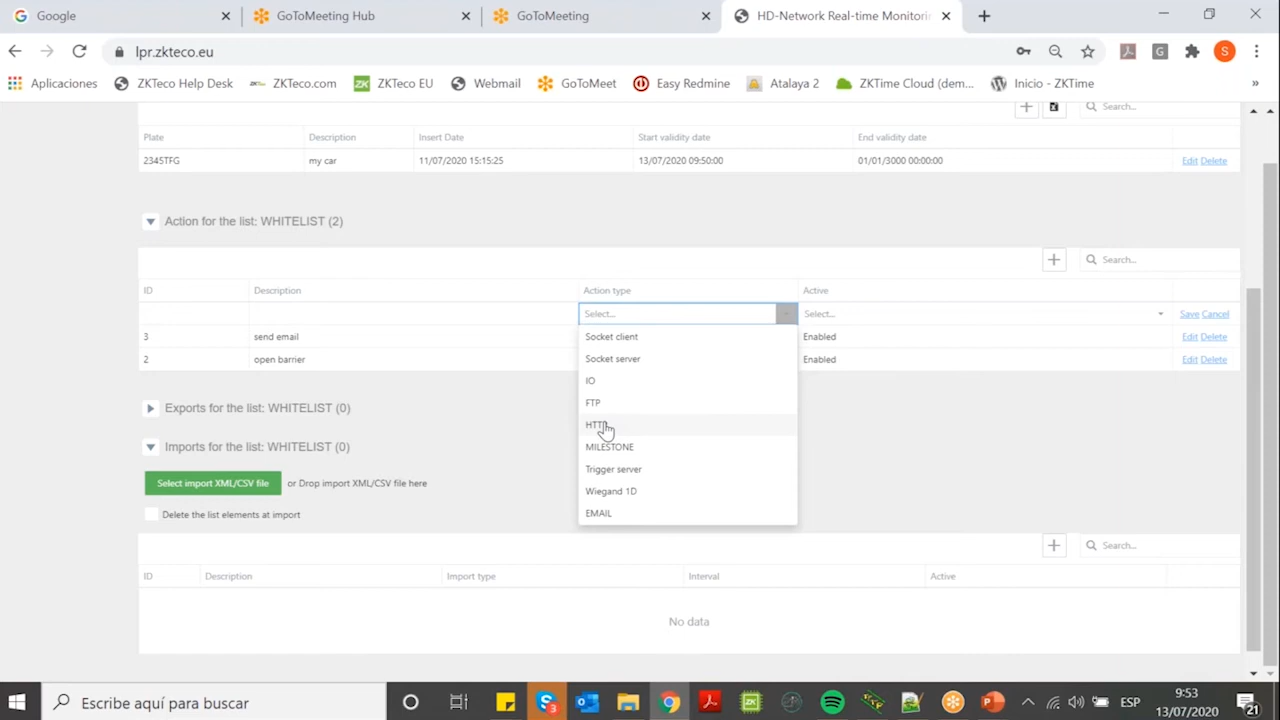 Google
GoToMeeting Hub
GoToMeeting
HD-Network Real-time Monitorin
lpr.zkteco.eu
S
Aplicaciones
ZKTeco Help Desk
ZKTeco.com
ZKTeco EU
Webmail
GoToMeet
Easy Redmine
Atalaya 2
ZKTime Cloud (dem...
Inicio - ZKTime
»
Search...
Plate Description Insert Date Start validity date End validity date
2345TFG my car 11/07/2020 15:15:25 13/07/2020 09:50:00 01/01/3000 00:00:00 Edit Delete
Action for the list: WHITELIST (2)
Search...
ID Description Action type Active
Select... Select... Save Cancel
3 send email Enabled Edit Delete
2 open barrier Enabled Edit Delete
Socket client
Socket server
IO
FTP
HTTP
MILESTONE
Trigger server
Wiegand 1D
EMAIL
Exports for the list: WHITELIST (0)
Imports for the list: WHITELIST (0)
Select import XML/CSV file or Drop import XML/CSV file here
Delete the list elements at import
Search...
ID Description Import type Interval Active
No data
Escribe aquí para buscar
3
ESP
9:53
13/07/2020
21